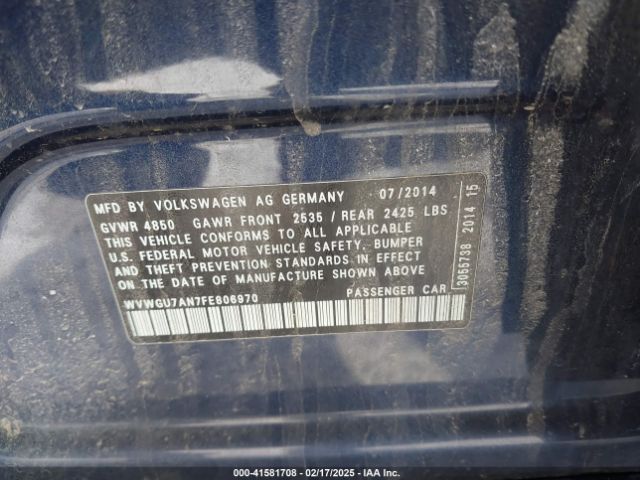 MFD BY VOLKSWAGEN AG GERMANY 07/2014
GVWR 4850 GAWR FRONT 2535 / REAR 2425 LBS
THIS VEHICLE CONFORMS TO ALL APPLICABLE
U.S. FEDERAL MOTOR VEHICLE SAFETY, BUMPER
AND THEFT PREVENTION STANDARDS IN EFFECT
ON DATE OF MANUFACTURE SHOWN ABOVE
WVWGU7AN7FE806970 PASSENGER CAR
3055738 2014 15
000-41581708 - 02/17/2025 - IAA Inc.